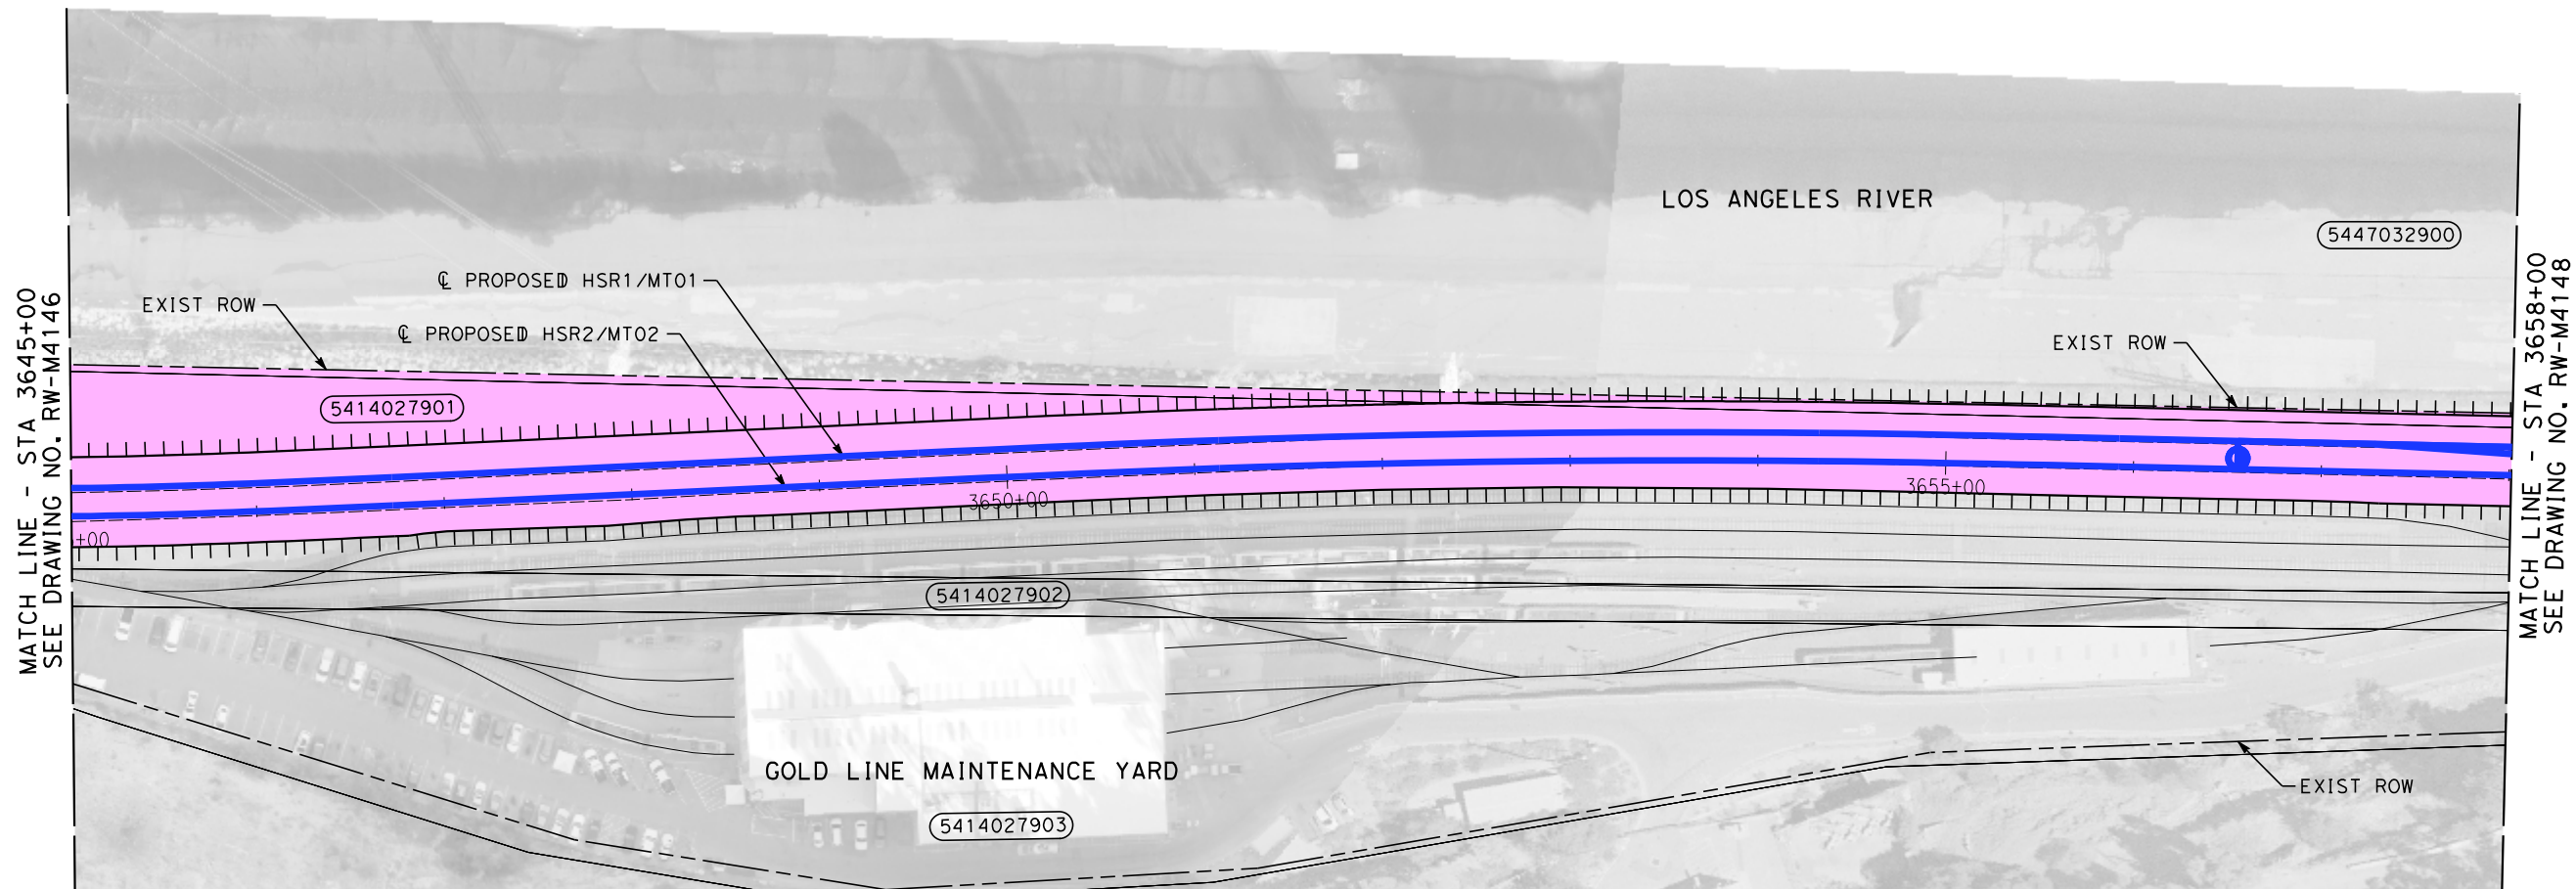 LOS ANGELES RIVER
5447032900
℄ PROPOSED HSR1/MT01
EXIST ROW
℄ PROPOSED HSR2/MT02
EXIST ROW
5414027901
3650+00
3655+00
+00
5414027902
GOLD LINE MAINTENANCE YARD
EXIST ROW
5414027903
MATCH LINE - STA 3645+00
SEE DRAWING NO. RW-M4146
MATCH LINE - STA 3658+00
SEE DRAWING NO. RW-M4148